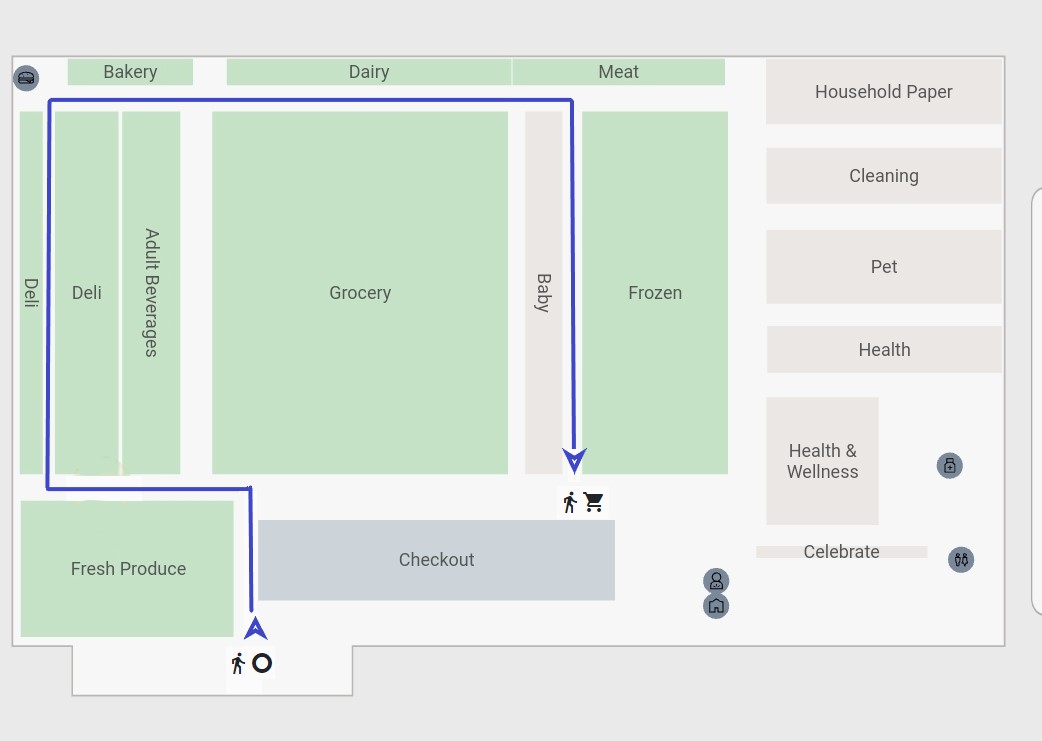 Bakery
Dairy
Meat
Household Paper
Cleaning
Deli
Deli
Adult Beverages
Grocery
Baby
Frozen
Pet
Health
Health &
Wellness
Fresh Produce
Checkout
Celebrate